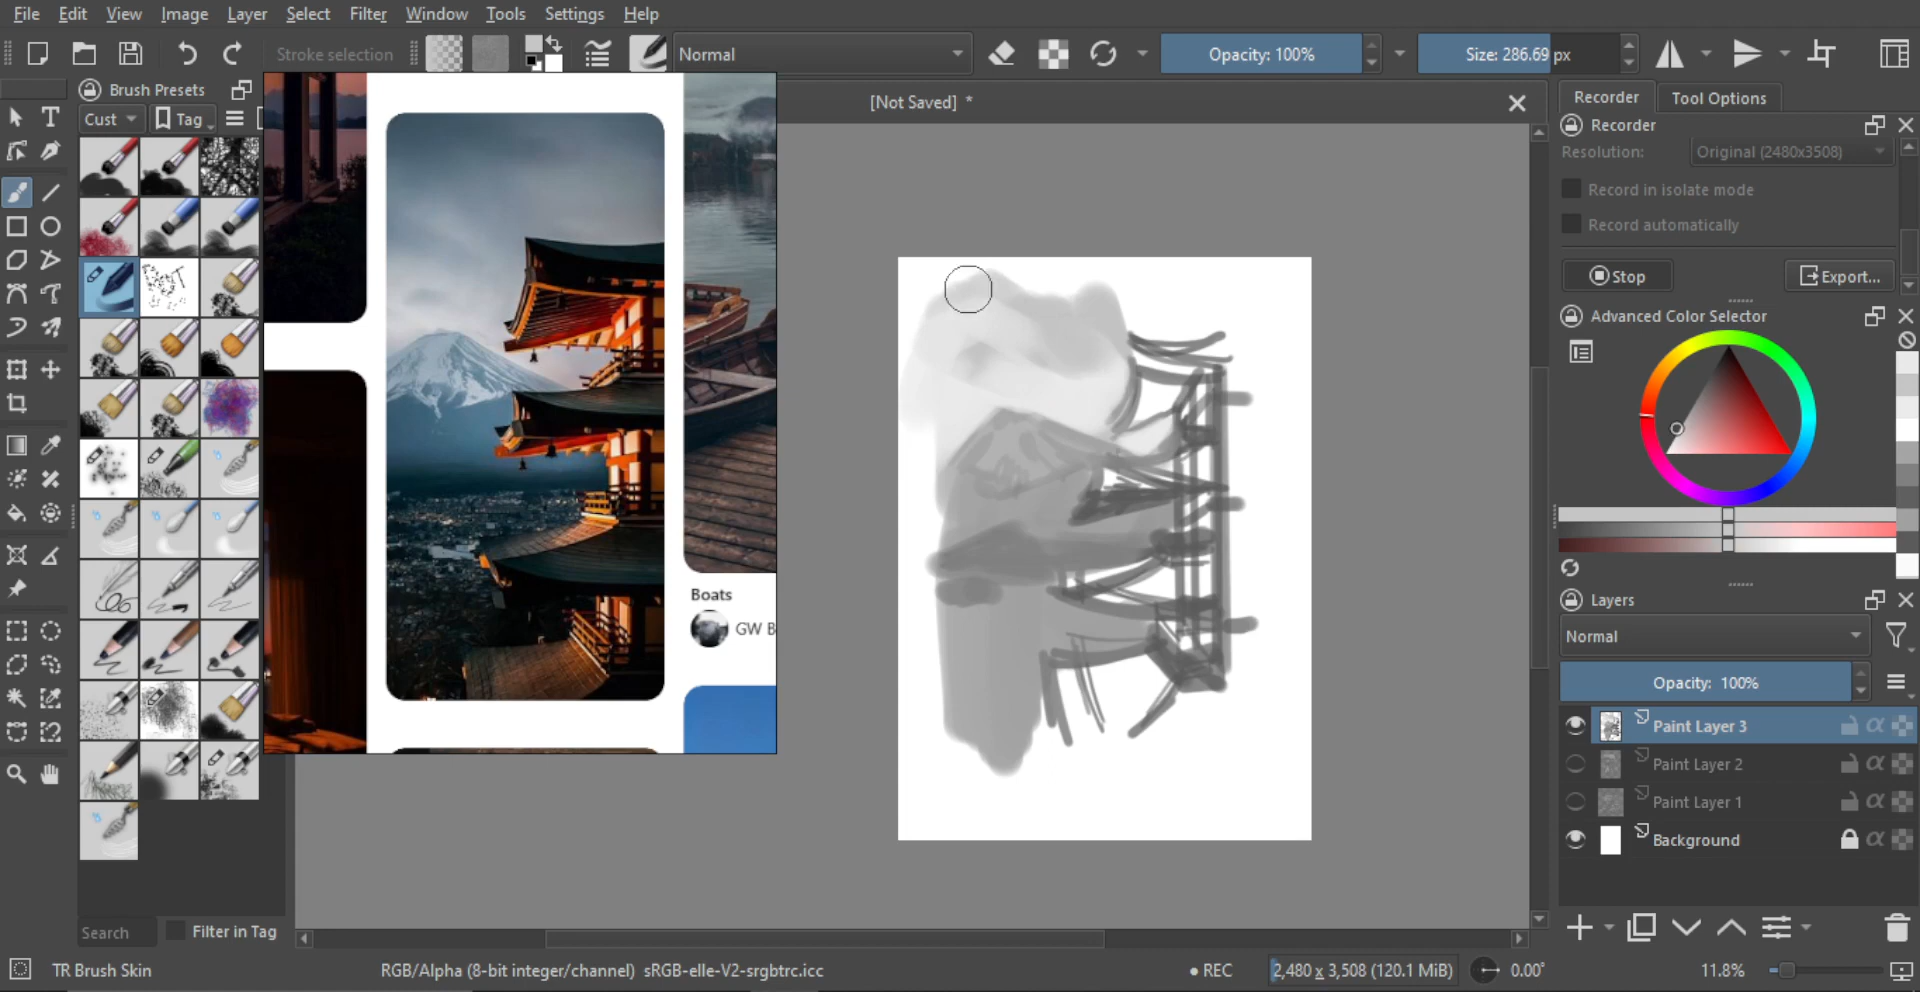 File Edit View Image Layer Select Filter Window Tools Settings Help
Stroke selection
Normal
Opacity: 100%
Size: 286.69 px
Brush Presets
Cust
Tag
[Not Saved] *
Recorder
Tool Options
Recorder
Resolution:
Original (2480x3508)
Record in isolate mode
Record automatically
Stop
Export...
Advanced Color Selector
Boats
GW B
Layers
Normal
Opacity: 100%
Paint Layer 3
Paint Layer 2
Paint Layer 1
Background
Search
Filter in Tag
TR Brush Skin
RGB/Alpha (8-bit integer/channel) sRGB-elle-V2-srgbtrc.icc
REC
2,480 x 3,508 (120.1 MiB)
0.00°
11.8%